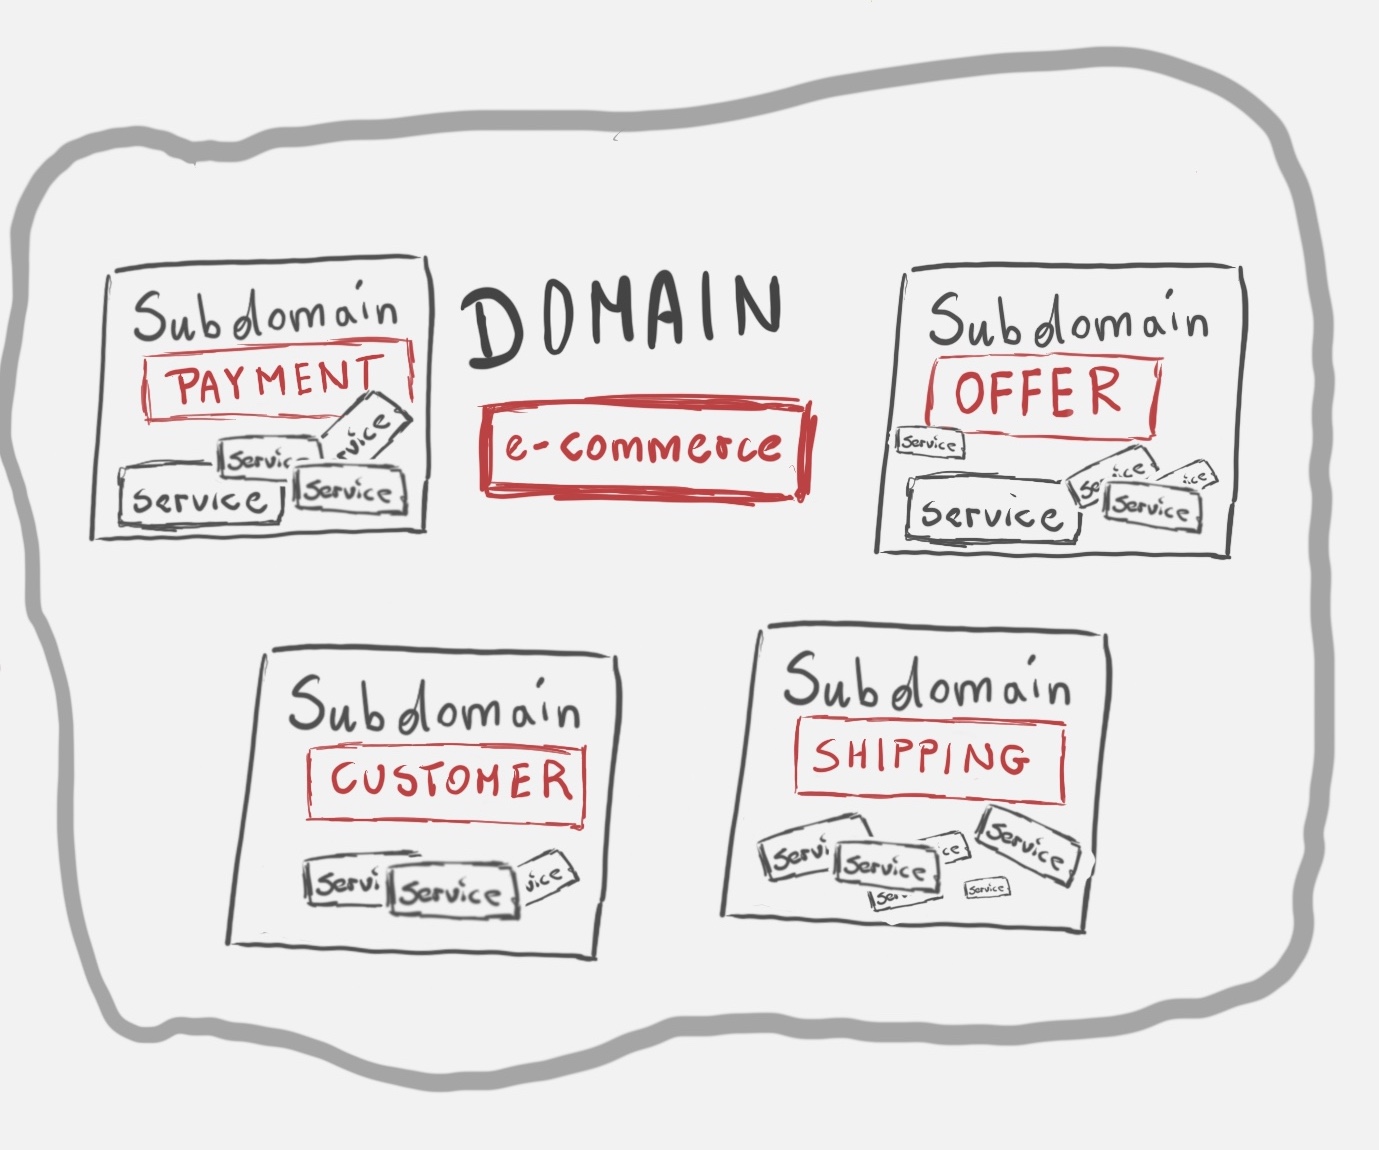 Subdomain
PAYMENT
rvice
Servic
Service
service
DOMAIN
e-commerce
Subdomain
OFFER
Service
service
Se ice
ice
Service
Subdomain
CUSTOMER
Servi
Service
vice
Subdomain
SHIPPING
Servi
Service
ce
Service
Ser
Service